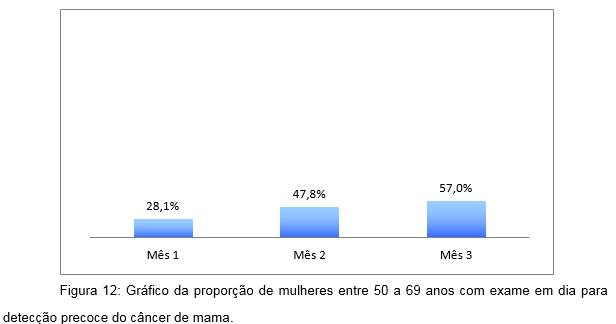 28,1%
47,8%
57,0%
Mês 1
Mês 2
Mês 3
Figura 12: Gráfico da proporção de mulheres entre 50 a 69 anos com exame em dia para
detecção precoce do câncer de mama.